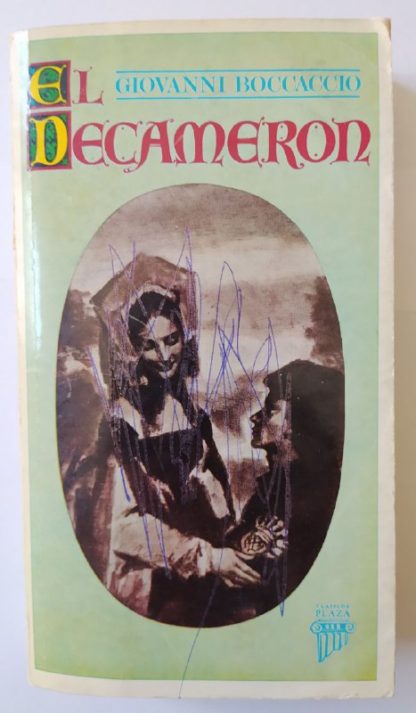 GIOVANNI BOCCACCIO
EL
DECAMERON
CLASICOS
PLAZA